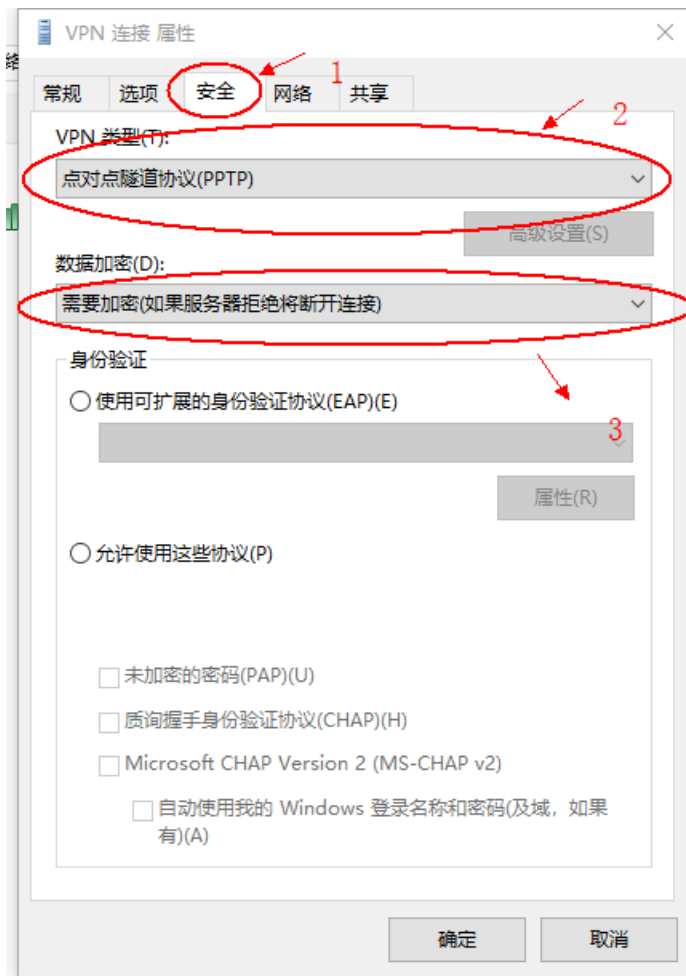 VPN 连接 属性
络
1
常规 选项 安全 网络 共享
2
VPN 类型(T):
点对点隧道协议(PPTP)
高级设置(S)
数据加密(D):
需要加密(如果服务器拒绝将断开连接)
身份验证
使用可扩展的身份验证协议(EAP)(E)
3
属性(R)
允许使用这些协议(P)
未加密的密码(PAP)(U)
质询握手身份验证协议(CHAP)(H)
Microsoft CHAP Version 2 (MS-CHAP v2)
自动使用我的 Windows 登录名称和密码(及域，如果
有)(A)
确定 取消